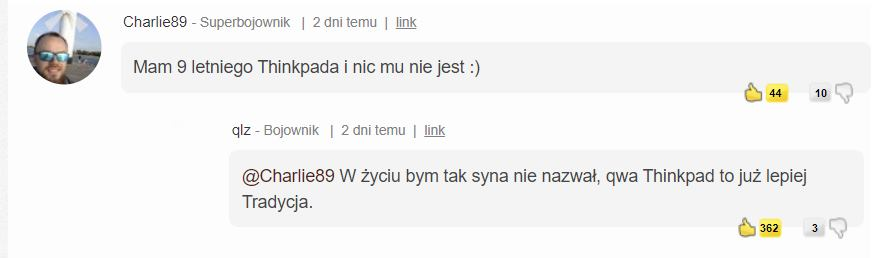 Charlie89 - Superbojownik | 2 dni temu | link
Mam 9 letniego Thinkpada i nic mu nie jest :)
44 10
qlz - Bojownik | 2 dni temu | link
@Charlie89 W życiu bym tak syna nie nazwał, qwa Thinkpad to już lepiej
Tradycja.
362 3